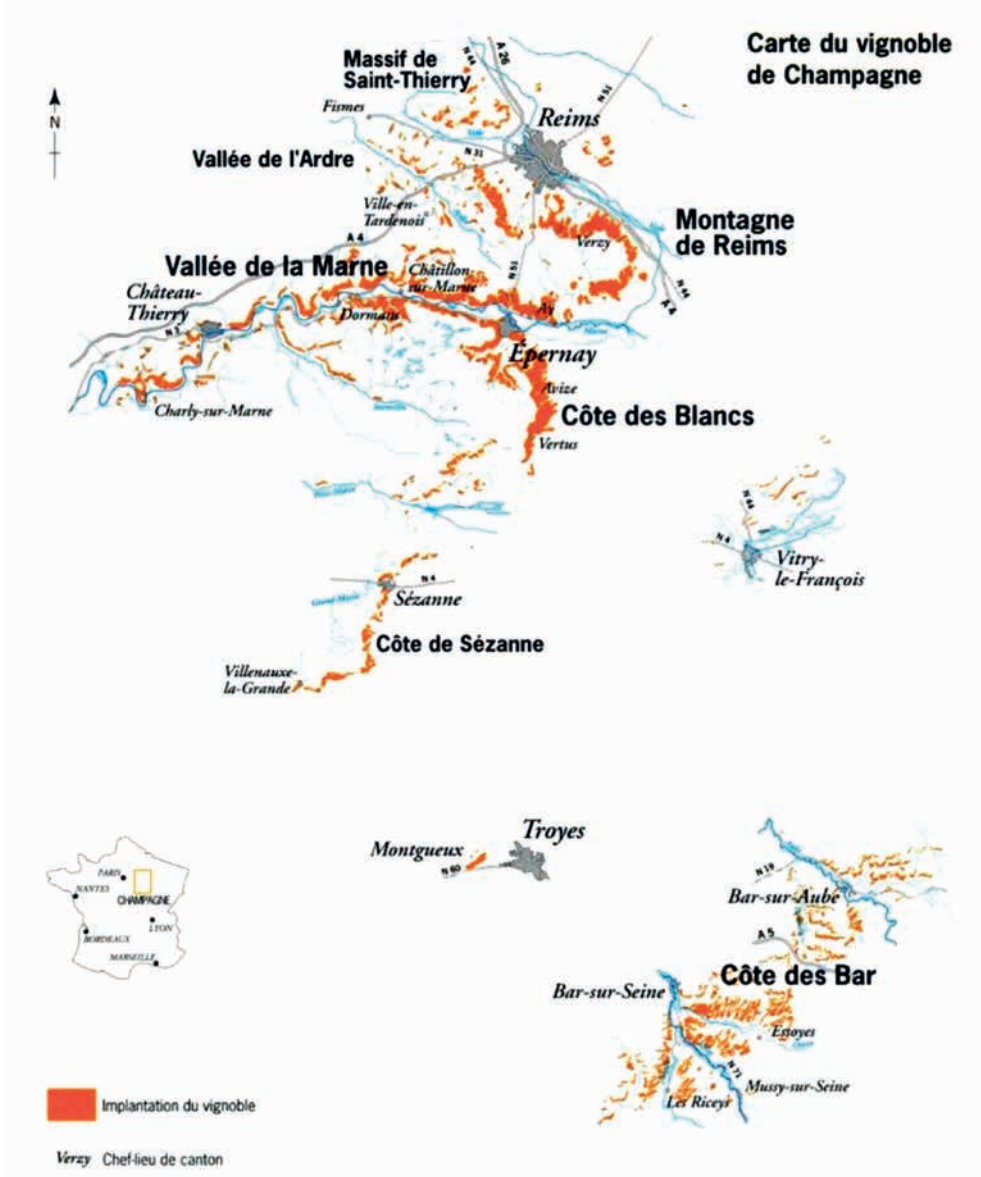 Carte du vignoble
de Champagne
Massif de
Saint-Thierry
N 44
A 26
N 51
N
Fismes
Reims
Vallée de l'Ardre
N 31
Ville-en-
Tardenois
Montagne
de Reims
Verzy
A 4
N 51
Vallée de la Marne
Châtillon-
sur-Marne
N 44
A 4
Château-
Thierry
Dormans
Ay
Marne
N 3
Épernay
Avize
Charly-sur-Marne
Côte des Blancs
Vertus
N 44
N 4
Vitry-
le-François
N 4
Sézanne
Côte de Sézanne
Villenauxe-
la-Grande
Troyes
Montgueux
N 60
N 19
Bar-sur-Aube
A 5
Côte des Bar
Bar-sur-Seine
Essoyes
N 71
Mussy-sur-Seine
Les Riceys
PARIS
NANTES
CHAMPAGNE
LYON
BORDEAUX
MARSEILLE
Implantation du vignoble
Verzy Chef-lieu de canton